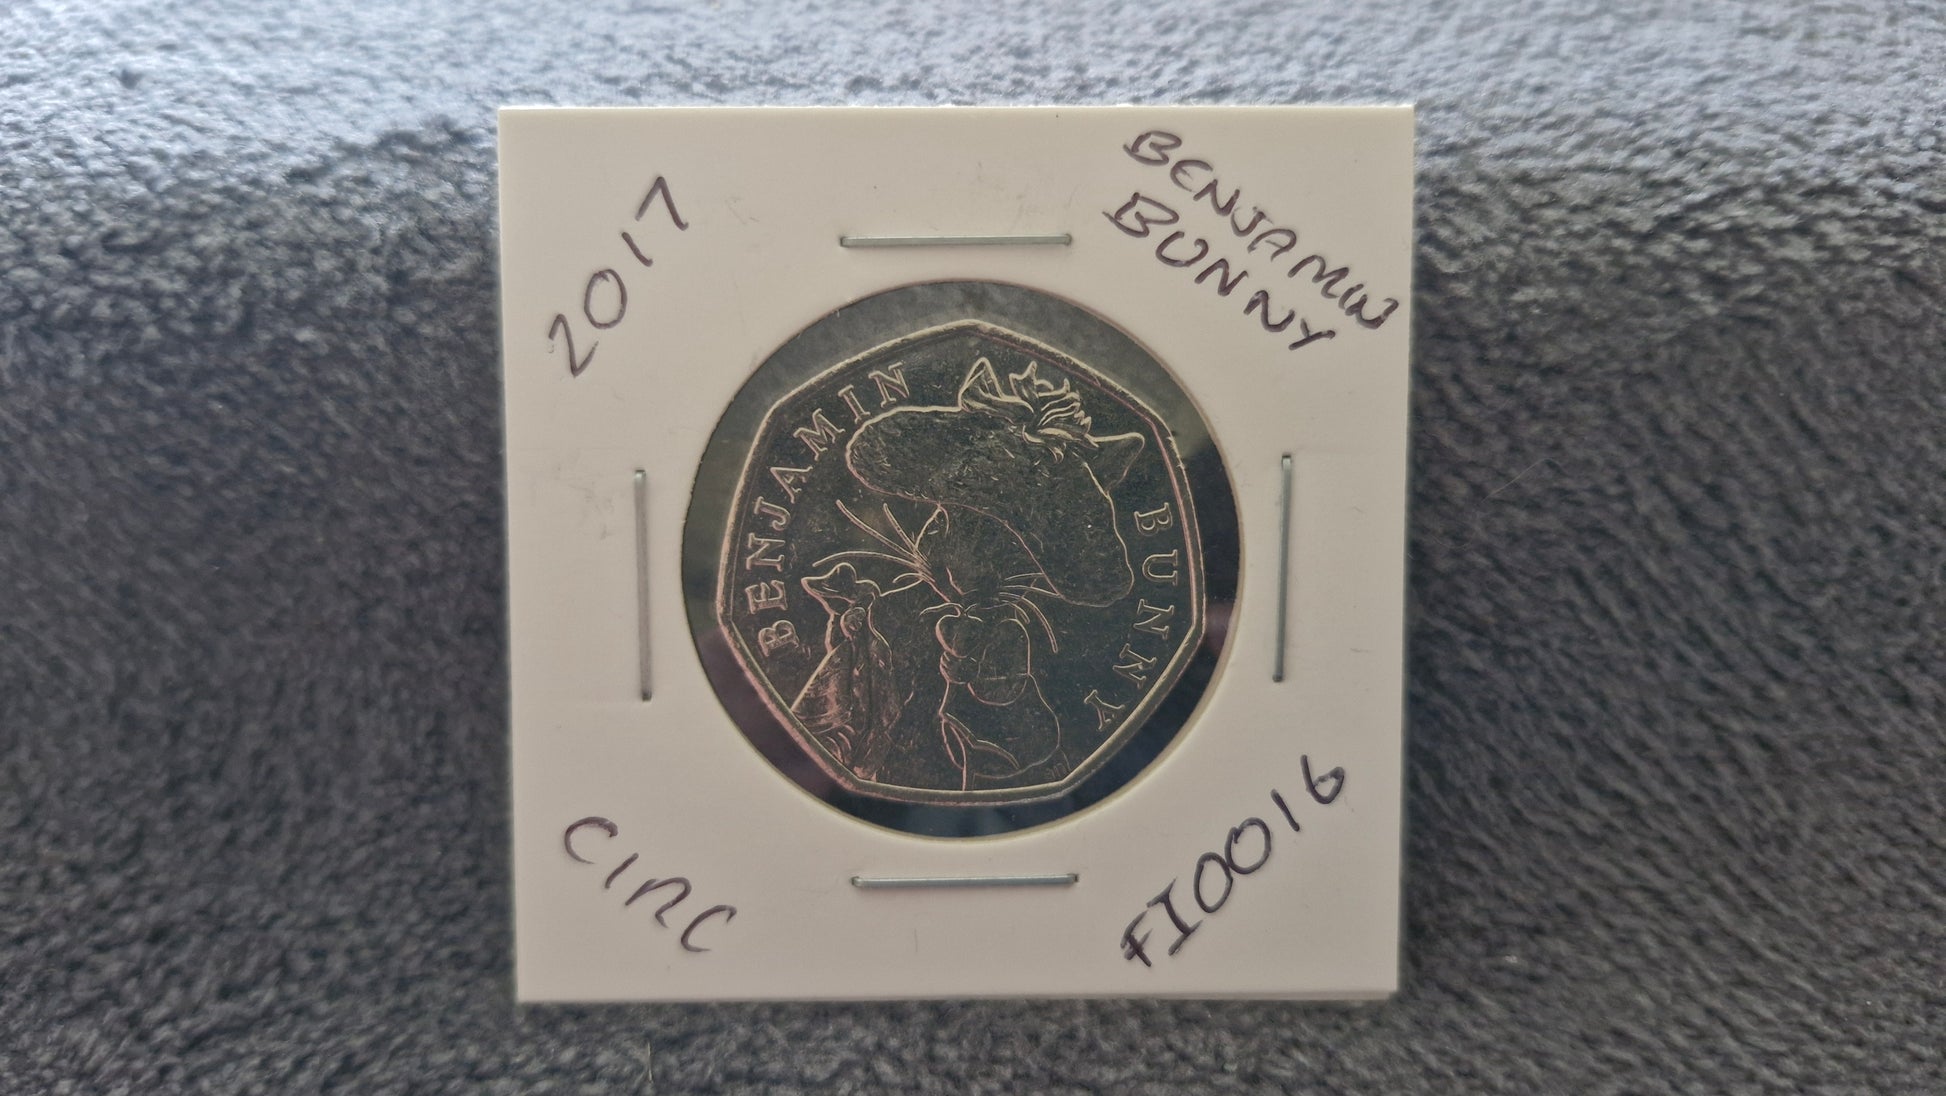 2017
BENJAMIN
BUNNY
BENJAMIN BUNNY
CIRC
FI0016